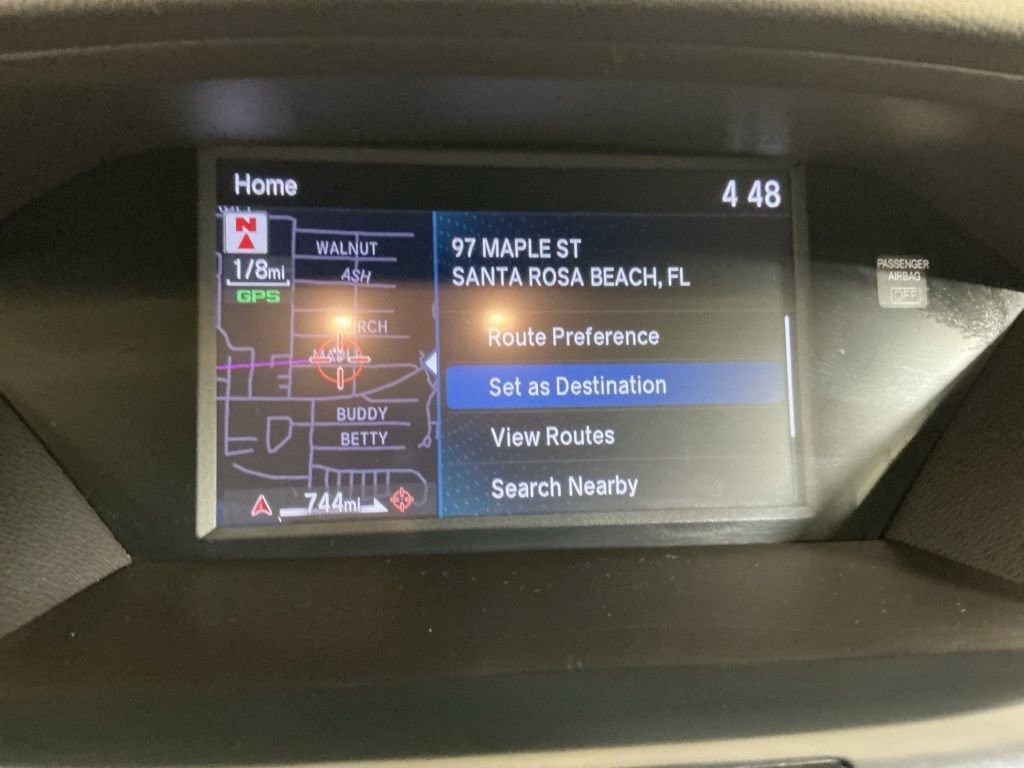 Home
4 48
N
1/8mi
GPS
WALNUT
ASH
MAPLE
BUDDY
BETTY
744mi
97 MAPLE ST
SANTA ROSA BEACH, FL
Route Preference
Set as Destination
View Routes
Search Nearby
PASSENGER
AIRBAG
OFF